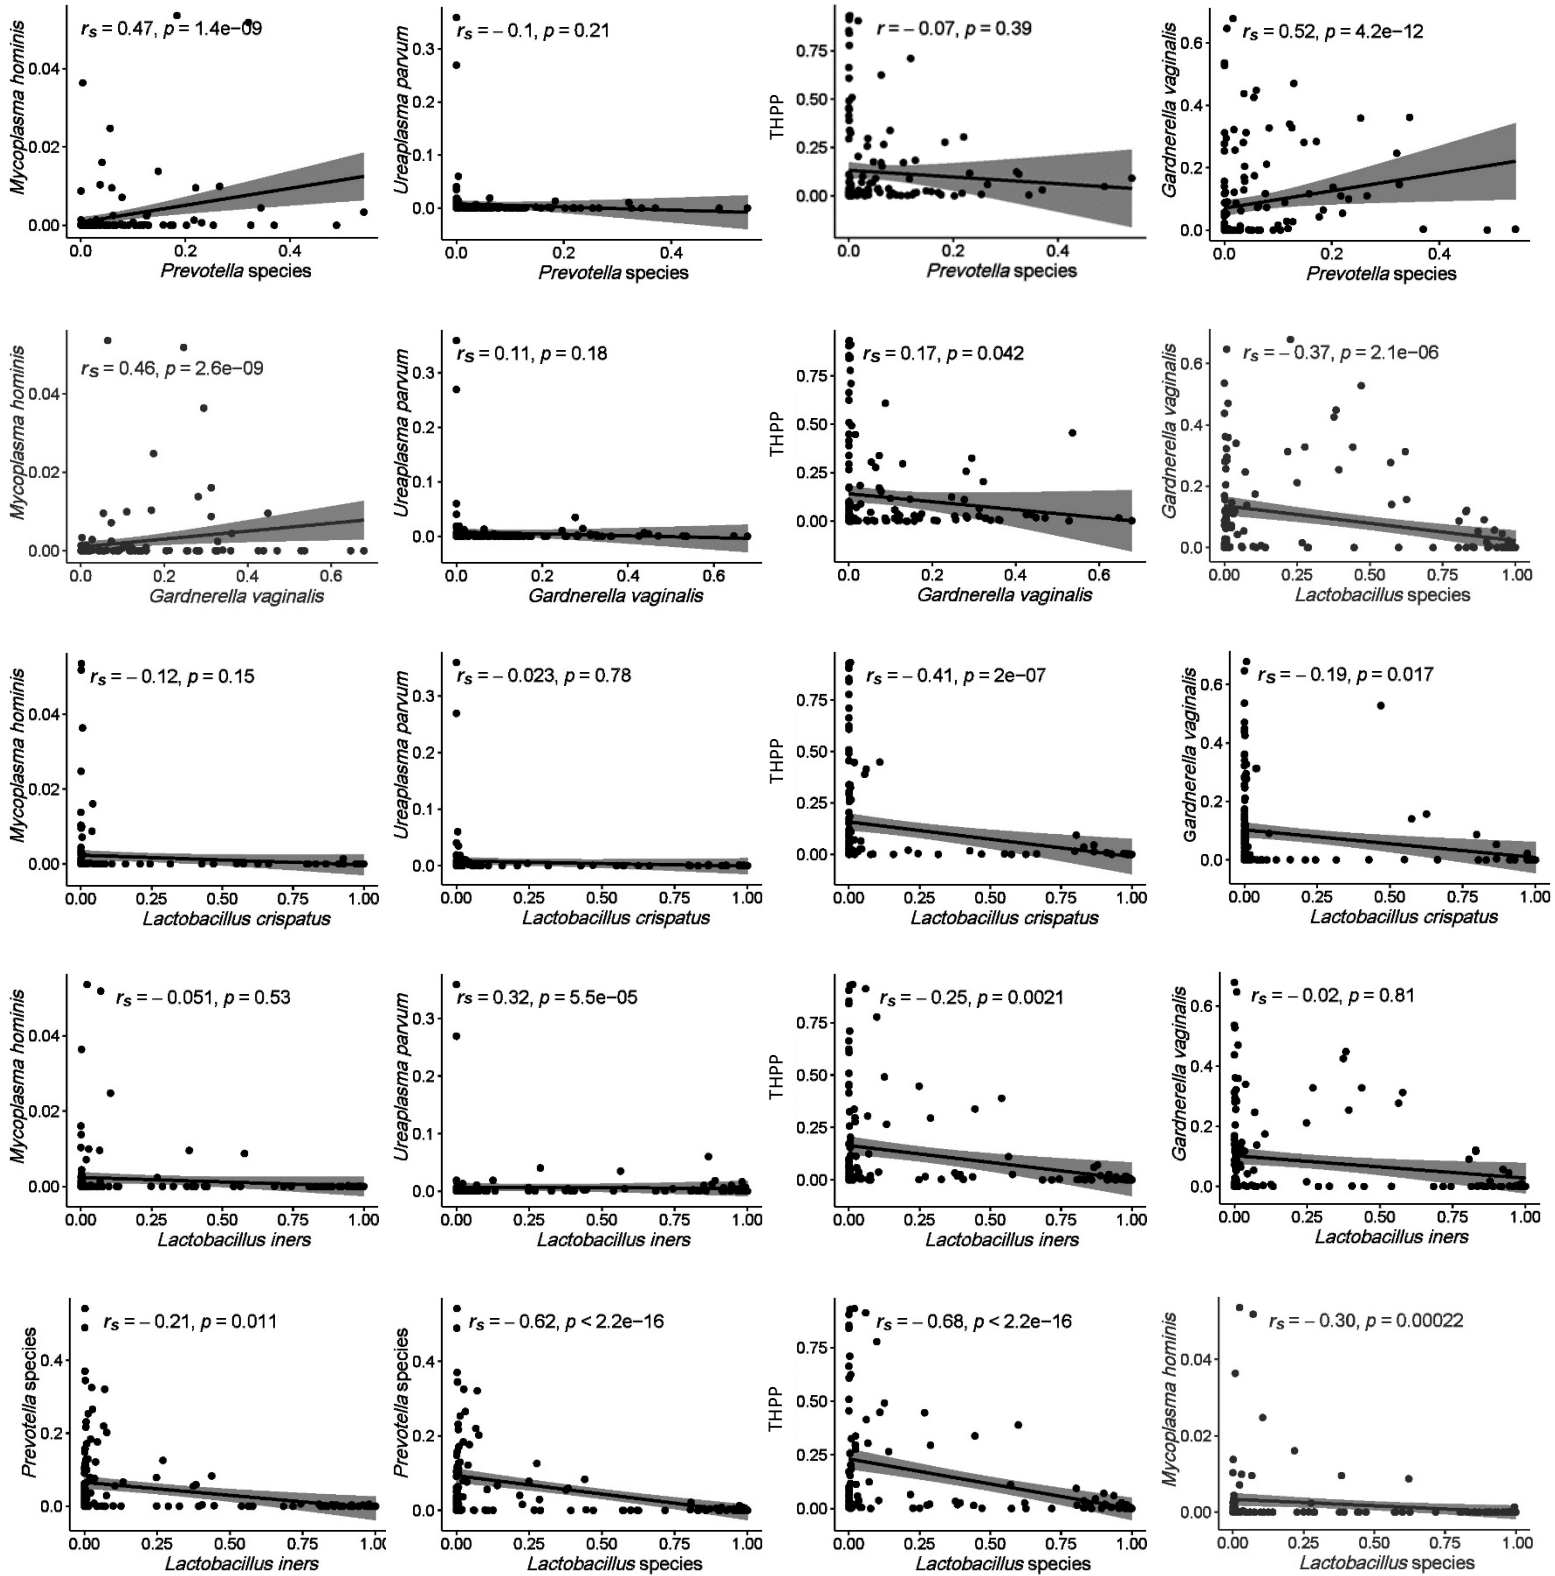 Mycoplasma hominis
0.04
0.02
0.00
rs = 0.47, p = 1.4e−09
0.0 0.2 0.4
Prevotella species
Ureaplasma parvum
0.3
0.2
0.1
0.0
rs = − 0.1, p = 0.21
0.0 0.2 0.4
Prevotella species
THPP
0.75
0.50
0.25
0.00
r = − 0.07, p = 0.39
0.0 0.2 0.4
Prevotella species
Gardnerella vaginalis
0.6
0.4
0.2
0.0
rs = 0.52, p = 4.2e−12
0.0 0.2 0.4
Prevotella species
Mycoplasma hominis
0.04
0.02
0.00
rs = 0.46, p = 2.6e−09
0.0 0.2 0.4 0.6
Gardnerella vaginalis
Ureaplasma parvum
0.3
0.2
0.1
0.0
rs = 0.11, p = 0.18
0.0 0.2 0.4 0.6
Gardnerella vaginalis
THPP
0.75
0.50
0.25
0.00
rs = 0.17, p = 0.042
0.0 0.2 0.4 0.6
Gardnerella vaginalis
Gardnerella vaginalis
0.6
0.4
0.2
0.0
rs = − 0.37, p = 2.1e−06
0.00 0.25 0.50 0.75 1.00
Lactobacillus species
Mycoplasma hominis
0.04
0.02
0.00
rs = − 0.12, p = 0.15
0.00 0.25 0.50 0.75 1.00
Lactobacillus crispatus
Ureaplasma parvum
0.3
0.2
0.1
0.0
rs = − 0.023, p = 0.78
0.00 0.25 0.50 0.75 1.00
Lactobacillus crispatus
THPP
0.75
0.50
0.25
0.00
rs = − 0.41, p = 2e−07
0.00 0.25 0.50 0.75 1.00
Lactobacillus crispatus
Gardnerella vaginalis
0.6
0.4
0.2
0.0
rs = − 0.19, p = 0.017
0.00 0.25 0.50 0.75 1.00
Lactobacillus crispatus
Mycoplasma hominis
0.04
0.02
0.00
rs = − 0.051, p = 0.53
0.00 0.25 0.50 0.75 1.00
Lactobacillus iners
Ureaplasma parvum
0.3
0.2
0.1
0.0
rs = 0.32, p = 5.5e−05
0.00 0.25 0.50 0.75 1.00
Lactobacillus iners
THPP
0.75
0.50
0.25
0.00
rs = − 0.25, p = 0.0021
0.00 0.25 0.50 0.75 1.00
Lactobacillus iners
Gardnerella vaginalis
0.6
0.4
0.2
0.0
rs = − 0.02, p = 0.81
0.00 0.25 0.50 0.75 1.00
Lactobacillus iners
Prevotella species
0.4
0.2
0.0
rs = − 0.21, p = 0.011
0.00 0.25 0.50 0.75 1.00
Lactobacillus iners
Prevotella species
0.4
0.2
0.0
rs = − 0.62, p < 2.2e−16
0.00 0.25 0.50 0.75 1.00
Lactobacillus species
THPP
0.75
0.50
0.25
0.00
rs = − 0.68, p < 2.2e−16
0.00 0.25 0.50 0.75 1.00
Lactobacillus species
Mycoplasma hominis
0.04
0.02
0.00
rs = − 0.30, p = 0.00022
0.00 0.25 0.50 0.75 1.00
Lactobacillus species